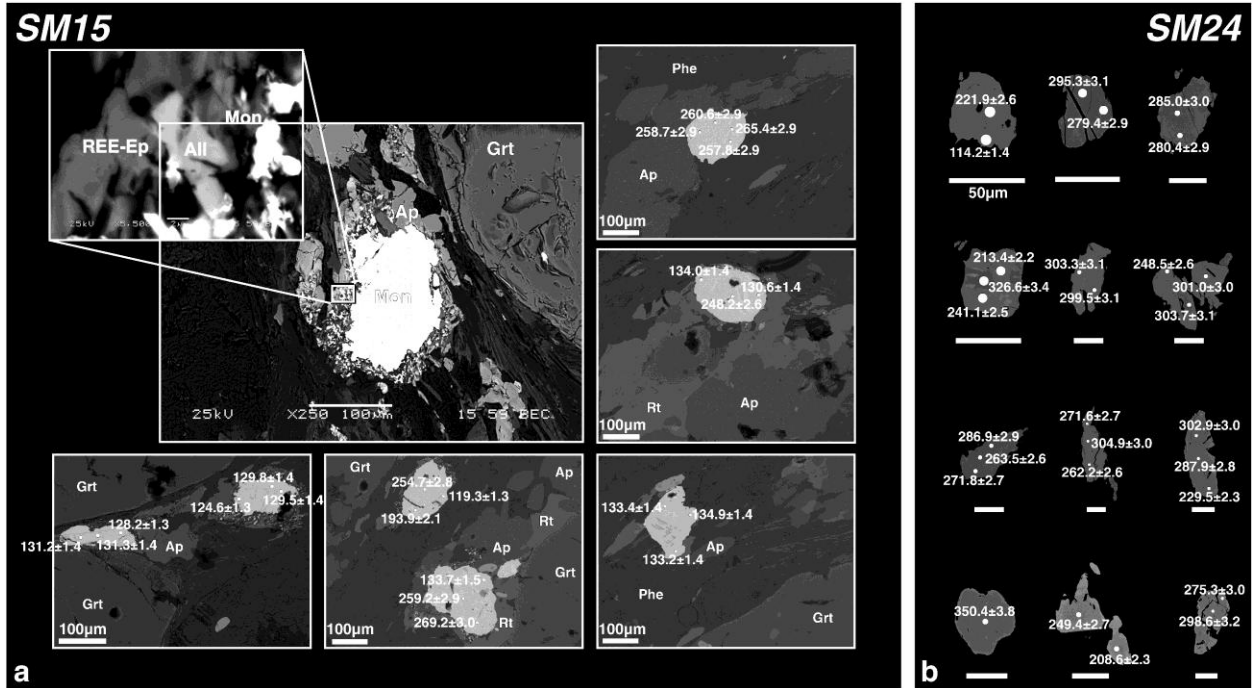 SM15
Mon
REE-Ep
All
25kV
Grt
Ap
Mon
25kV X250 100µm 15 59 BEC
Phe
260.6±2.9
258.7±2.9
265.4±2.9
257.8±2.9
Ap
100µm
134.0±1.4
130.6±1.4
248.2±2.6
Rt
Ap
100µm
Grt
129.8±1.4
129.5±1.4
124.6±1.3
128.2±1.3
131.2±1.4
131.3±1.4
Ap
Grt
100µm
Grt
254.7±2.8
119.3±1.3
193.9±2.1
Ap
Rt
Ap
Grt
133.7±1.5
259.2±2.9
269.2±3.0
Rt
100µm
133.4±1.4
134.9±1.4
133.2±1.4
Ap
Phe
Grt
100µm
a
SM24
221.9±2.6
114.2±1.4
50µm
295.3±3.1
279.4±2.9
285.0±3.0
280.4±2.9
213.4±2.2
326.6±3.4
241.1±2.5
303.3±3.1
299.5±3.1
248.5±2.6
301.0±3.0
303.7±3.1
286.9±2.9
263.5±2.6
271.8±2.7
271.6±2.7
304.9±3.0
262.2±2.6
302.9±3.0
287.9±2.8
229.5±2.3
350.4±3.8
249.4±2.7
208.6±2.3
275.3±3.0
298.6±3.2
b